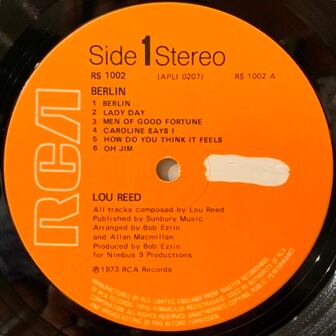 Side 1 Stereo
RS 1002 (APLI 0207) RS 1002 A
BERLIN
1 BERLIN
2 LADY DAY
3 MEN OF GOOD FORTUNE
4 CAROLINE SAYS I
5 HOW DO YOU THINK IT FEELS
6 OH JIM
RCA
LOU REED
All tracks composed by Lou Reed
Published by Sunbury Music
Arranged by Bob Ezrin
and Allan Macmillan
Produced by Bob Ezrin
for Nimbus 9 Productions
℗ 1973 RCA Records